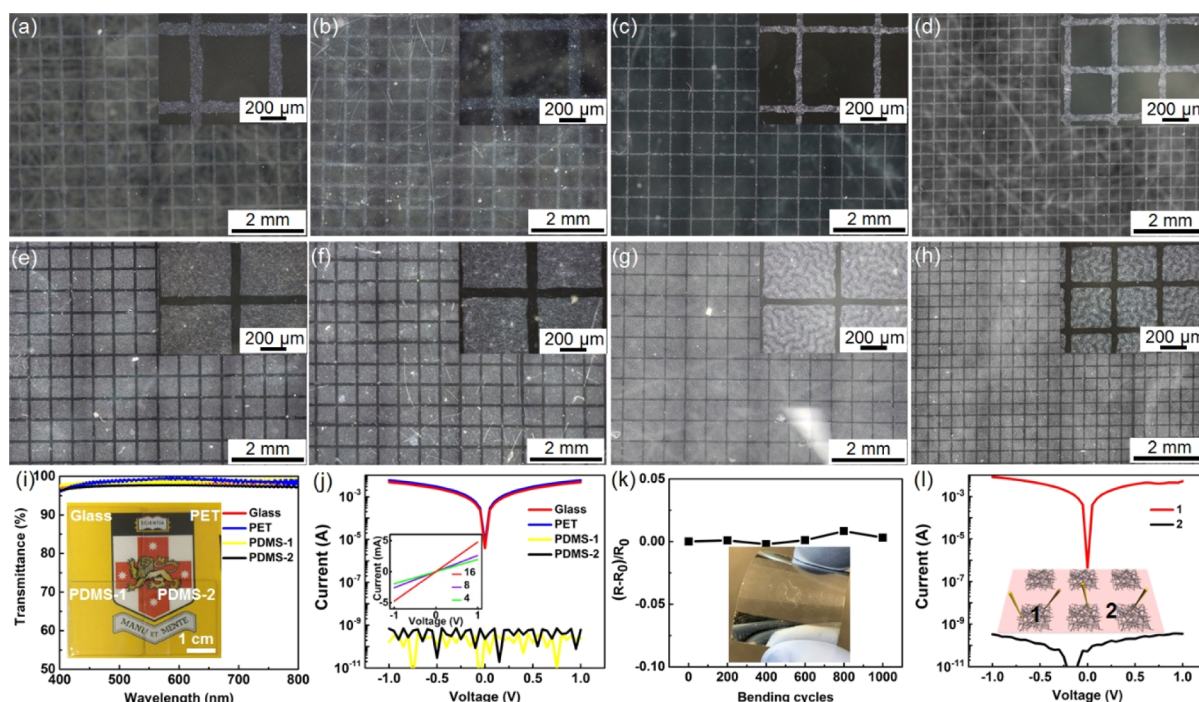 (a)
200 µm
2 mm
(b)
200 µm
2 mm
(c)
200 µm
2 mm
(d)
200 µm
2 mm
(e)
200 µm
2 mm
(f)
200 µm
2 mm
(g)
200 µm
2 mm
(h)
200 µm
2 mm
(i)
100
90
80
70
60
50
Transmittance (%)
400 500 600 700 800
Wavelength (nm)
Glass
PET
PDMS-1
PDMS-2
Glass PET
SCIENTIA
PDMS-1 PDMS-2
MANU ET MENTE
1 cm
(j)
10-3
10-5
10-7
10-9
10-11
Current (A)
-1.0 -0.5 0.0 0.5 1.0
Voltage (V)
Glass
PET
PDMS-1
PDMS-2
5
0
-5
Current (mA)
-1 0 1
Voltage (V)
16
8
4
(k)
0.00
-0.05
-0.10
(R-R0)/R0
0 200 400 600 800 1000
Bending cycles
(l)
10-3
10-5
10-7
10-9
10-11
Current (A)
-1.0 -0.5 0.0 0.5 1.0
Voltage (V)
1
2
1 2